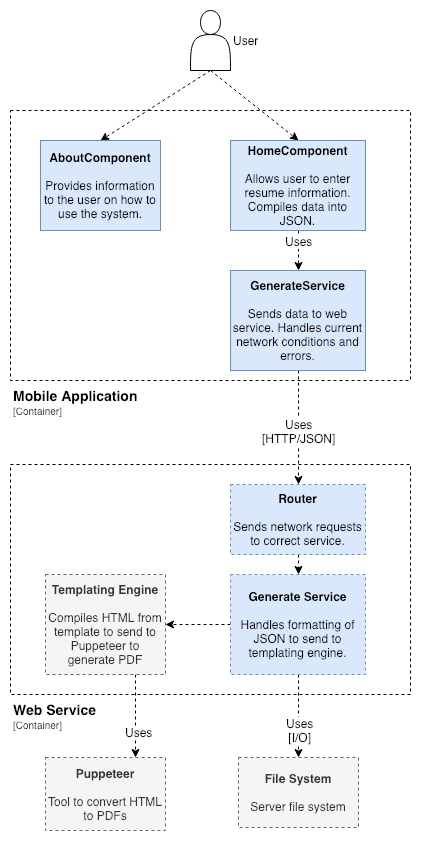 User
AboutComponent
Provides information
to the user on how to
use the system.
HomeComponent
Allows user to enter
resume information.
Compiles data into
JSON.
Uses
GenerateService
Sends data to web
service. Handles current
network conditions and
errors.
Mobile Application
[Container]
Uses
[HTTP/JSON]
Router
Sends network requests
to correct service.
Templating Engine
Compiles HTML from
template to send to
Puppeteer to
generate PDF
Generate Service
Handles formatting of
JSON to send to
templating engine.
Web Service
[Container]
Uses
Uses
[I/O]
Puppeteer
Tool to convert HTML
to PDFs
File System
Server file system